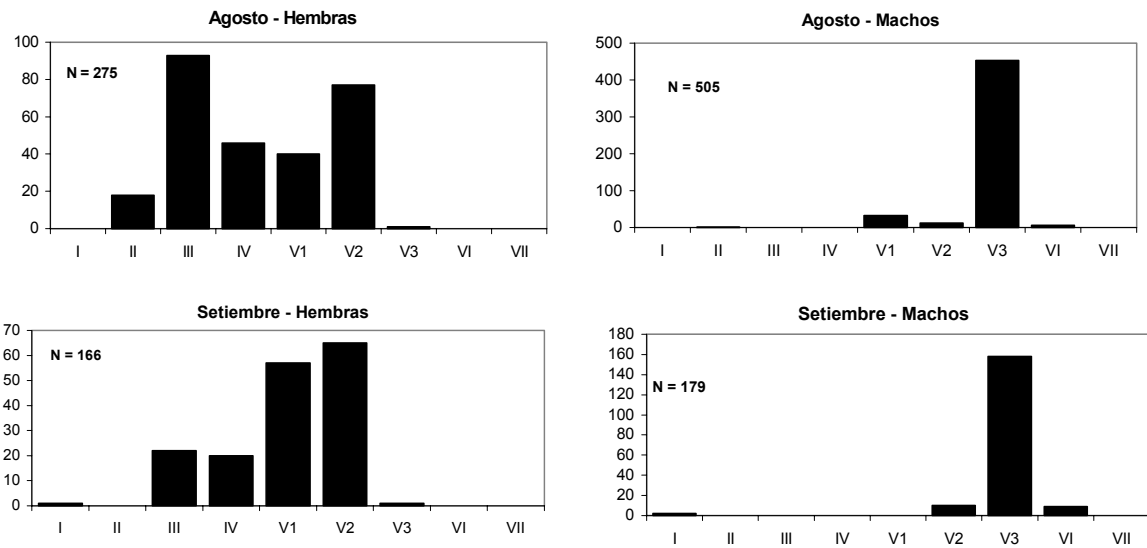 Agosto - Hembras
100
80
60
40
20
0
N = 275
I II III IV V1 V2 V3 VI VII
Agosto - Machos
500
400
300
200
100
0
N = 505
I II III IV V1 V2 V3 VI VII
Setiembre - Hembras
70
60
50
40
30
20
10
0
N = 166
I II III IV V1 V2 V3 VI VII
Setiembre - Machos
180
160
140
120
100
80
60
40
20
0
N = 179
I II III IV V1 V2 V3 VI VII